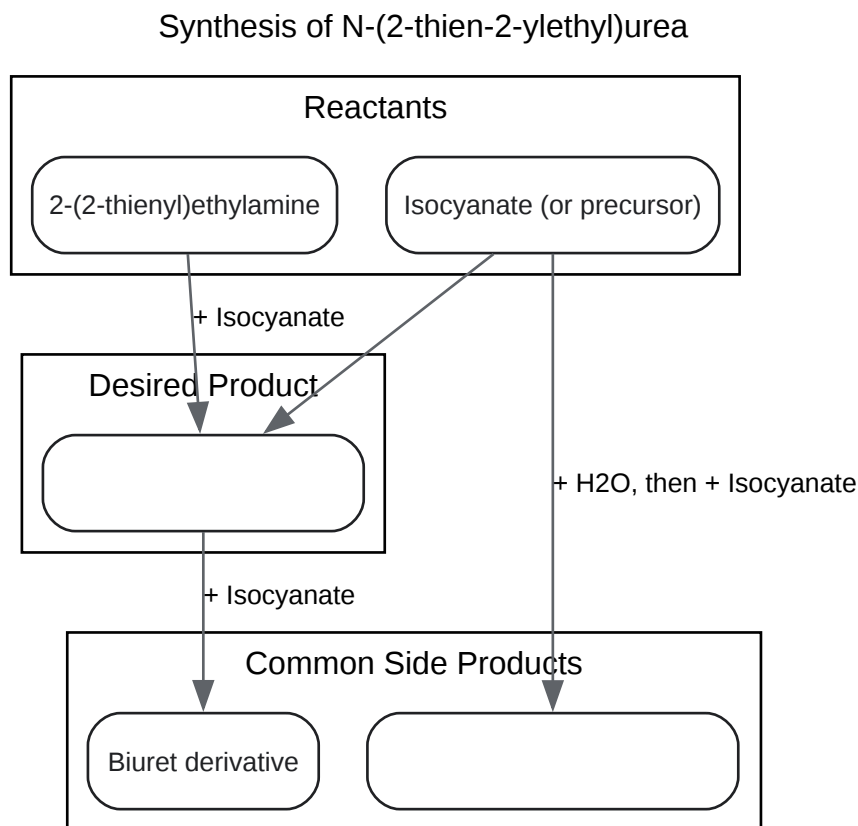 Synthesis of N-(2-thien-2-ylethyl)urea
Reactants
2-(2-thienyl)ethylamine
Isocyanate (or precursor)
+ Isocyanate
Desired Product
+ H2O, then + Isocyanate
+ Isocyanate
Common Side Products
Biuret derivative